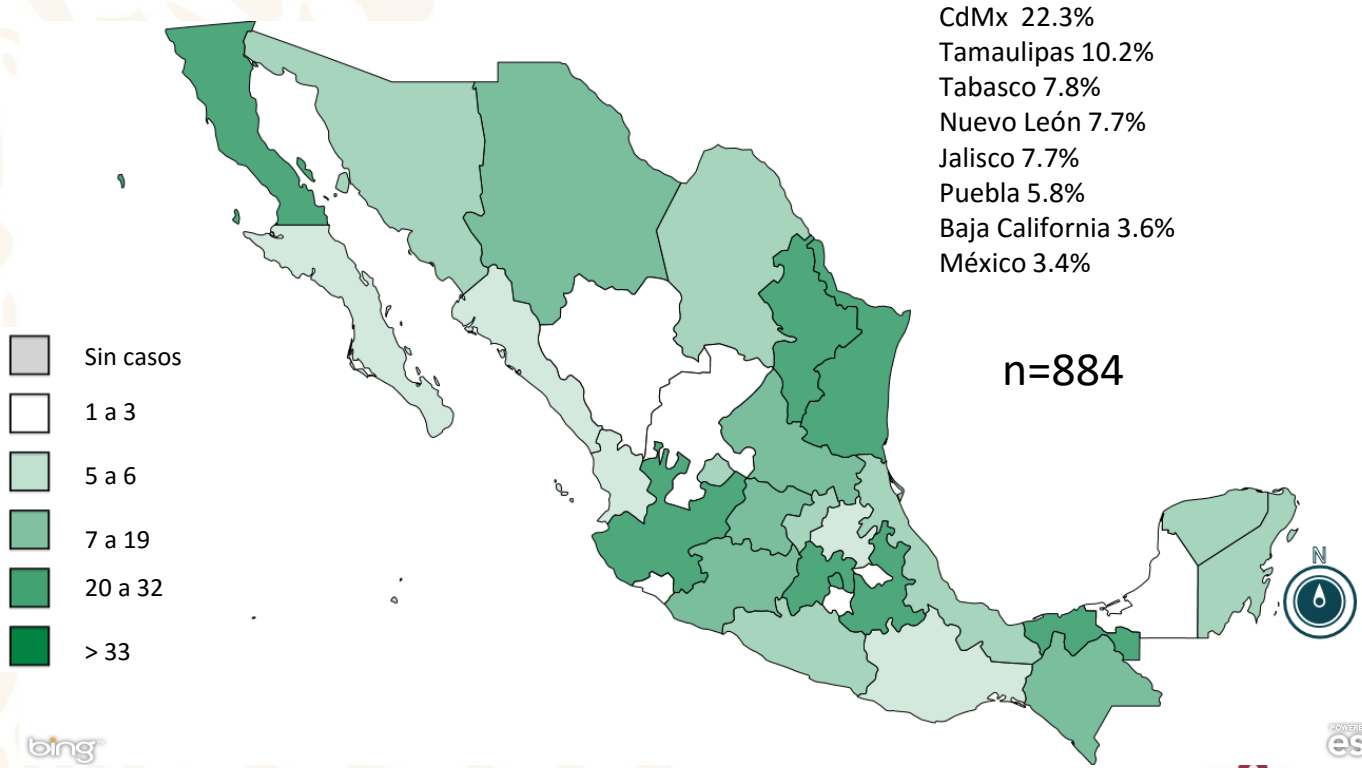 CdMx 22.3%
Tamaulipas 10.2%
Tabasco 7.8%
Nuevo León 7.7%
Jalisco 7.7%
Puebla 5.8%
Baja California 3.6%
México 3.4%
n=884
Sin casos
1 a 3
5 a 6
7 a 19
20 a 32
> 33
N
bing
POWERE
es